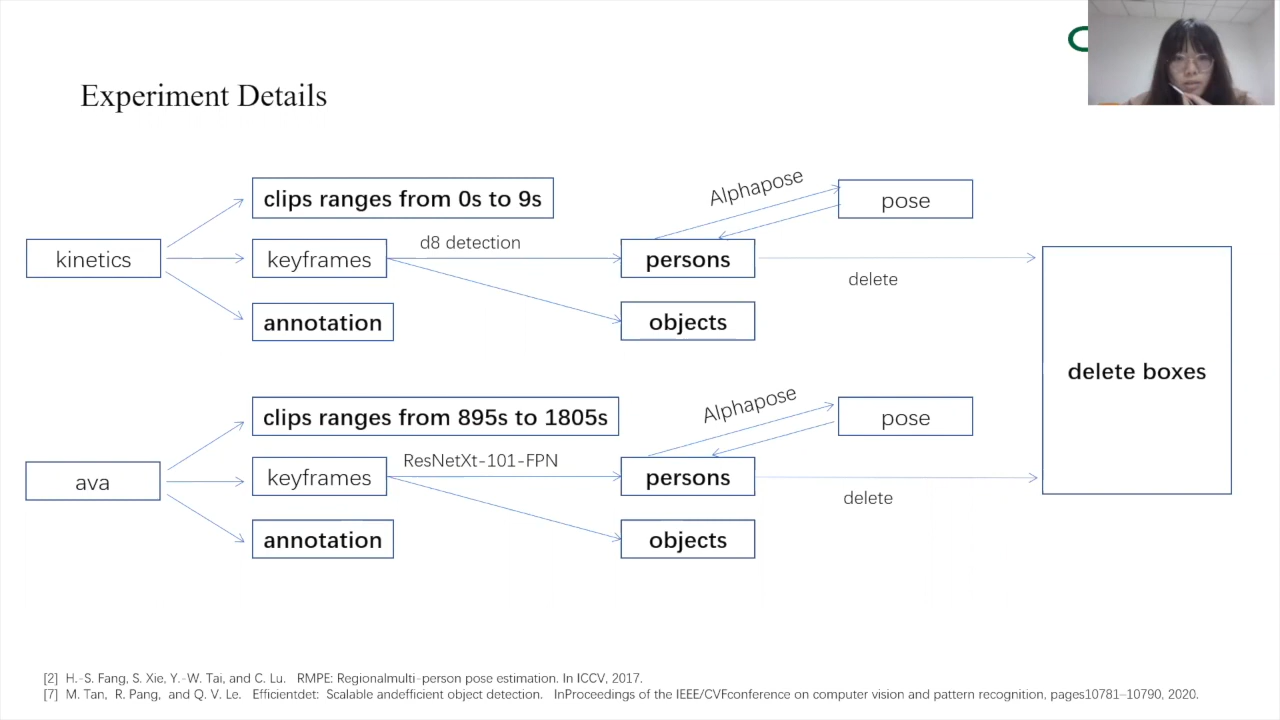 Experiment Details
clips ranges from 0s to 9s
Alphapose
pose
kinetics
keyframes
d8 detection
persons
delete
annotation
objects
delete boxes
clips ranges from 895s to 1805s
Alphapose
pose
ava
keyframes
ResNetXt-101-FPN
persons
delete
annotation
objects
[2] H.-S. Fang, S. Xie, Y.-W. Tai, and C. Lu. RMPE: Regionalmulti-person pose estimation. In ICCV, 2017.
[7] M. Tan, R. Pang, and Q. V. Le. Efficientdet: Scalable andefficient object detection. InProceedings of the IEEE/CVFconference on computer vision and pattern recognition, pages10781–10790, 2020.